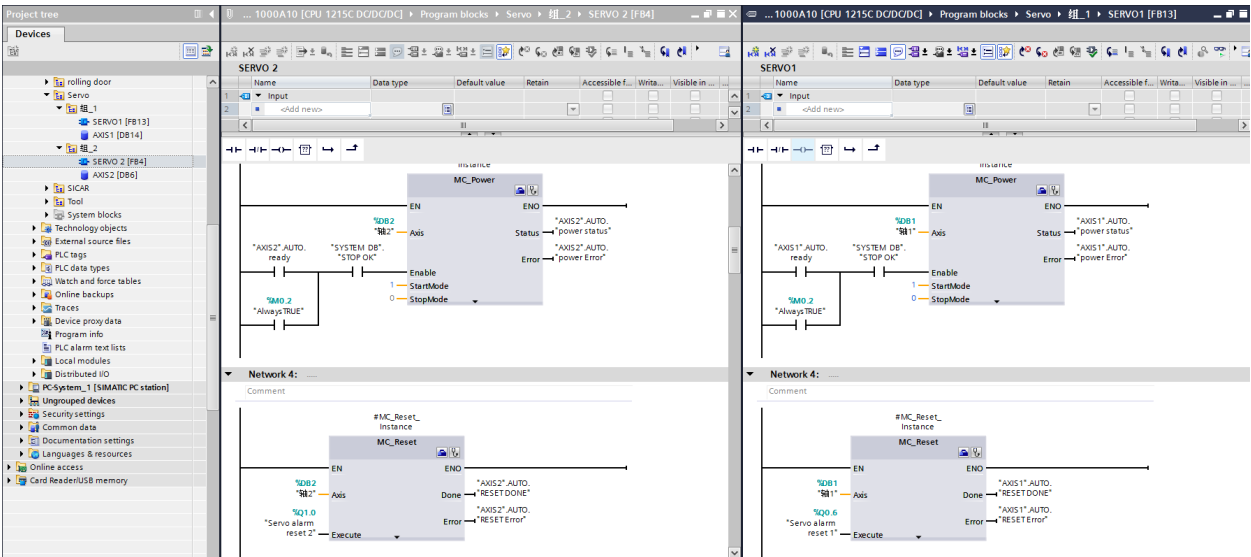 Project tree
Devices
rolling door
Servo
组_1
SERVO1 [FB13]
AXIS1 [DB14]
组_2
SERVO 2 [FB4]
AXIS2 [DB6]
SICAR
Tool
System blocks
Technology objects
External source files
PLC tags
PLC data types
Watch and force tables
Online backups
Traces
Device proxy data
Program info
PLC alarm text lists
Local modules
Distributed I/O
PC-System_1 [SIMATIC PC station]
Ungrouped devices
Security settings
Common data
Documentation settings
Languages & resources
Online access
Card Reader/USB memory
...1000A10 [CPU 1215C DC/DC/DC] Program blocks Servo 组_2 SERVO 2 [FB4]
SERVO 2
Name Data type Default value Retain Accessible f... Writa... Visible in ...
1 Input
2 <Add new>
Instance
MC_Power
EN ENO
%DB2
"轴2" Axis
Status "AXIS2".AUTO.
"power status"
Error "AXIS2".AUTO.
"power Error"
"AXIS2".AUTO.
ready
"SYSTEM DB".
"STOP OK"
Enable
1 StartMode
0 StopMode
%M0.2
"AlwaysTRUE"
Network 4: ......
Comment
#MC_Reset_
Instance
MC_Reset
EN ENO
%DB2
"轴2" Axis
Done "AXIS2".AUTO.
"RESET DONE"
%Q1.0
"Servo alarm
reset 2" Execute
Error "AXIS2".AUTO.
"RESET Error"
...1000A10 [CPU 1215C DC/DC/DC] Program blocks Servo 组_1 SERVO1 [FB13]
SERVO1
Name Data type Default value Retain Accessible f... Writa... Visible in ...
1 Input
2 <Add new>
Instance
MC_Power
EN ENO
%DB1
"轴1" Axis
Status "AXIS1".AUTO.
"power status"
Error "AXIS1".AUTO.
"power Error"
"AXIS1".AUTO.
ready
"SYSTEM DB".
"STOP OK"
Enable
1 StartMode
0 StopMode
%M0.2
"AlwaysTRUE"
Network 4: ......
Comment
#MC_Reset_
Instance
MC_Reset
EN ENO
%DB1
"轴1" Axis
Done "AXIS1".AUTO.
"RESET DONE"
%Q0.6
"Servo alarm
reset 1" Execute
Error "AXIS1".AUTO.
"RESET Error"